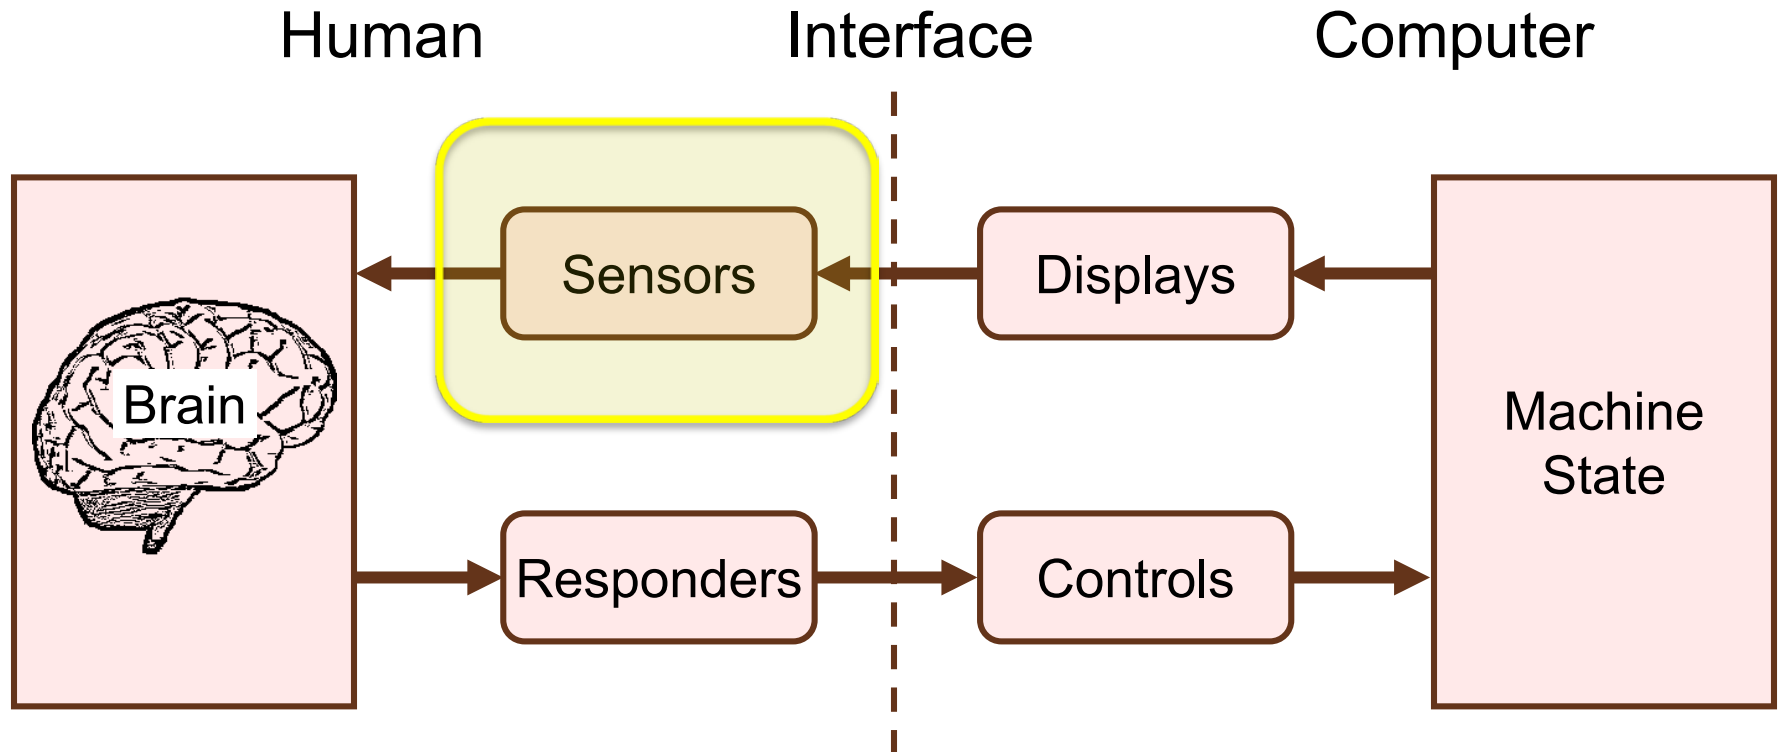 Human
Interface
Computer
Sensors
Displays
Brain
Machine
State
Responders
Controls